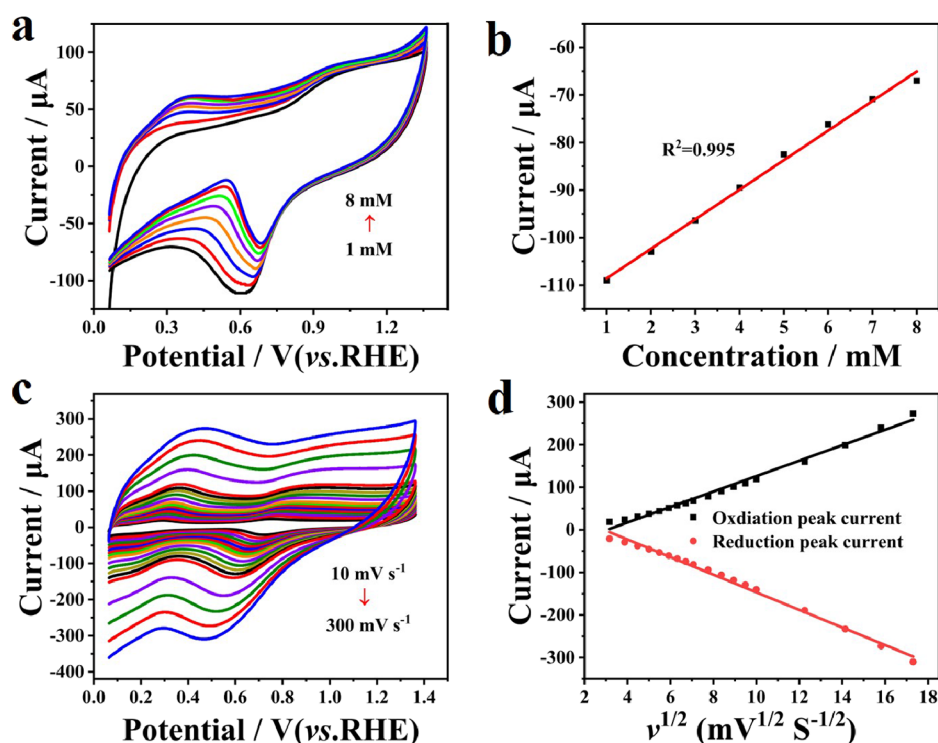 a
Current / µA
100
50
0
-50
-100
8 mM
↑
1 mM
0.0 0.3 0.6 0.9 1.2
Potential / V(vs.RHE)
b
Current / µA
-60
-70
-80
-90
-100
-110
R²=0.995
1 2 3 4 5 6 7 8
Concentration / mM
c
Current / µA
300
200
100
0
-100
-200
-300
-400
10 mV s⁻¹
↓
300 mV s⁻¹
0.0 0.2 0.4 0.6 0.8 1.0 1.2 1.4
Potential / V(vs.RHE)
d
Current / µA
300
200
100
0
-100
-200
-300
Oxdiation peak current
Reduction peak current
2 4 6 8 10 12 14 16 18
v^1/2 (mV^1/2 S^-1/2)